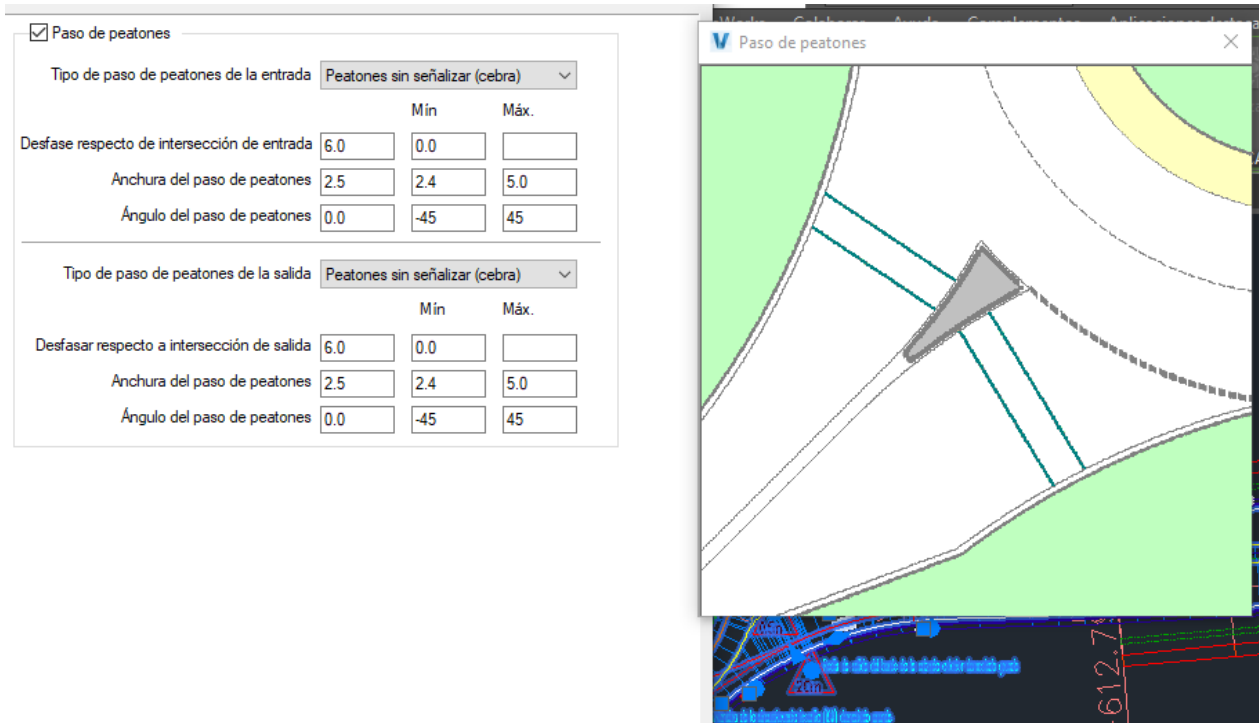 Paso de peatones
Tipo de paso de peatones de la entrada Peatones sin señalizar (cebra)
Mín Máx.
Desfase respecto de intersección de entrada 6.0 0.0
Anchura del paso de peatones 2.5 2.4 5.0
Ángulo del paso de peatones 0.0 -45 45
Tipo de paso de peatones de la salida Peatones sin señalizar (cebra)
Mín Máx.
Desfasar respecto a intersección de salida 6.0 0.0
Anchura del paso de peatones 2.5 2.4 5.0
Ángulo del paso de peatones 0.0 -45 45
Paso de peatones
20m